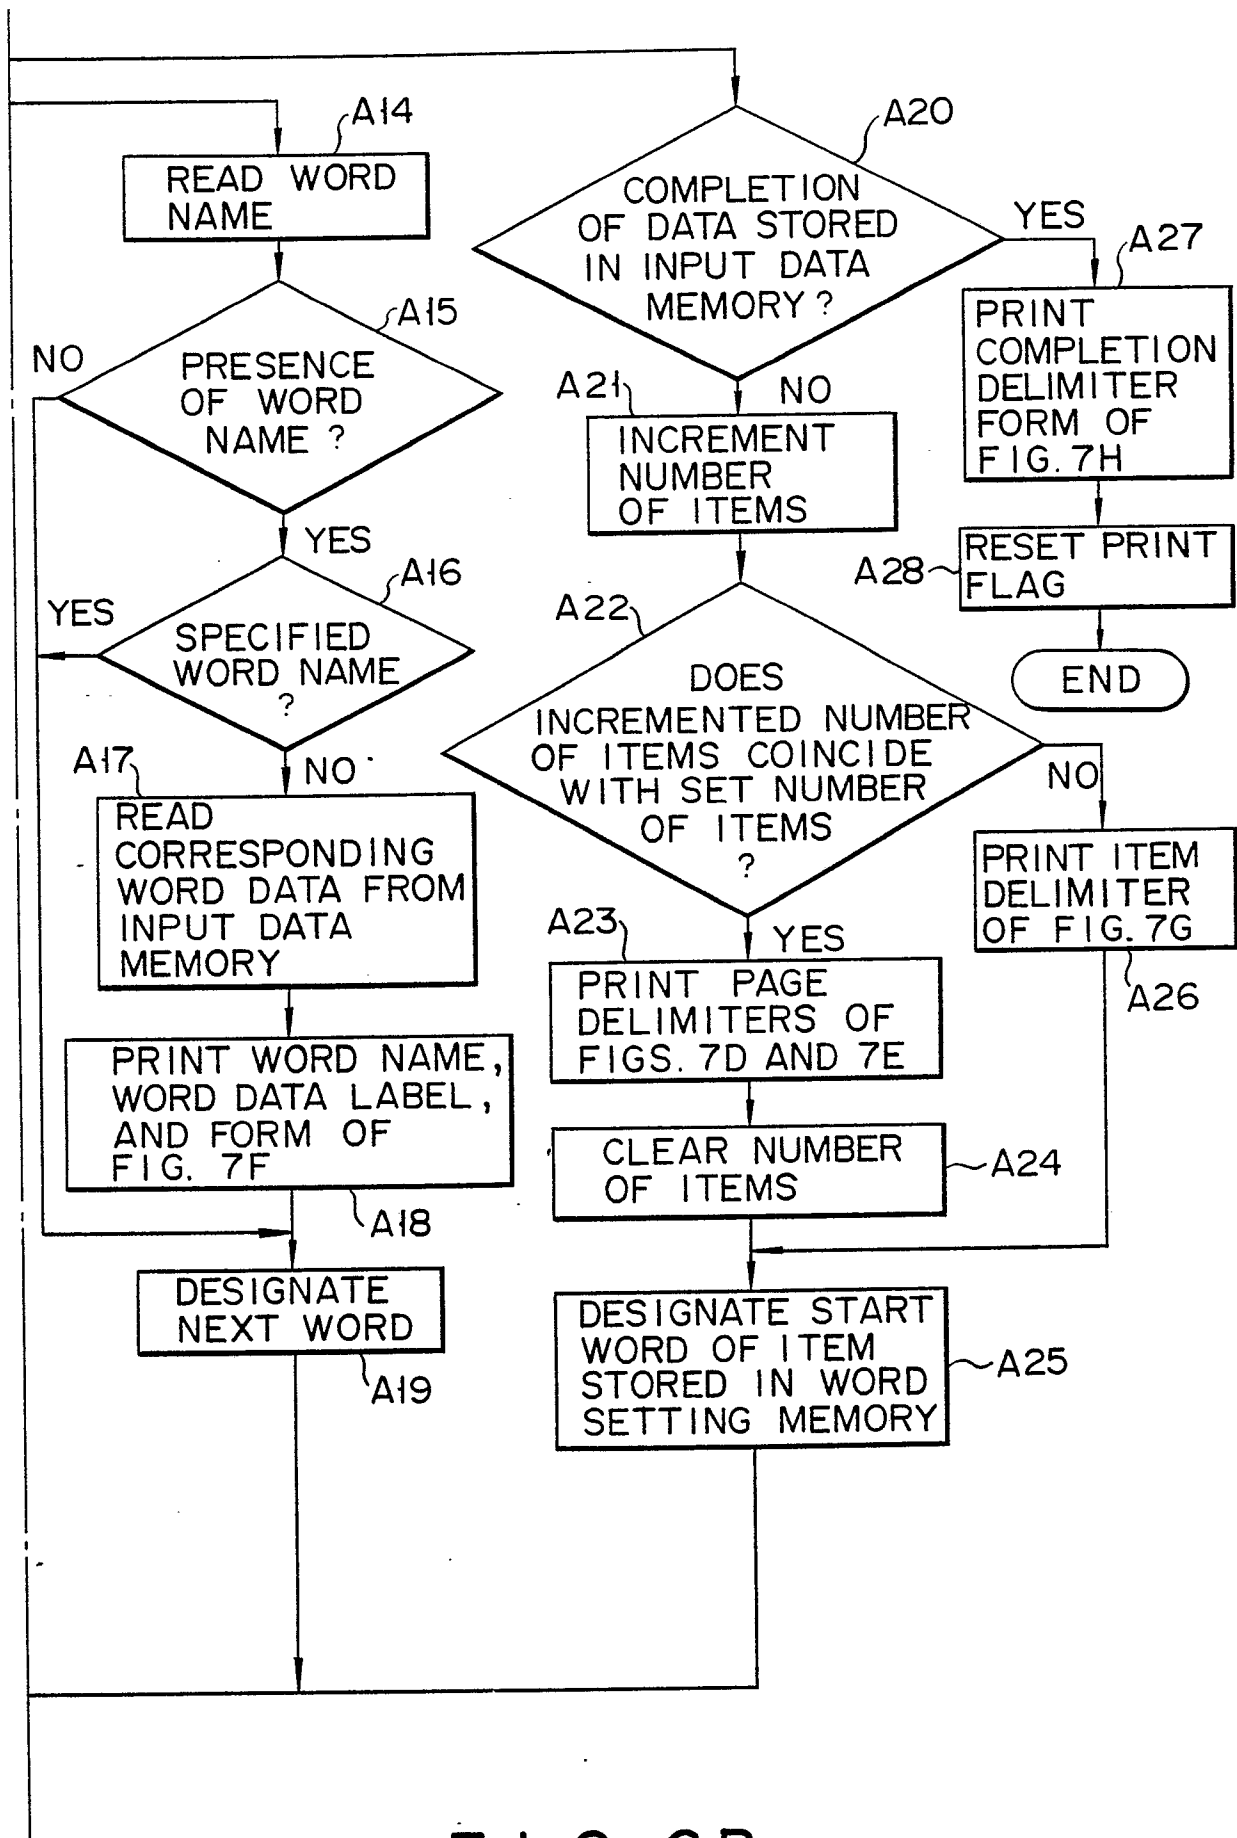 A14
READ WORD
NAME
A15
NO
PRESENCE
OF WORD
NAME ?
YES
A16
YES
SPECIFIED
WORD NAME
?
A17
NO
READ
CORRESPONDING
WORD DATA FROM
INPUT DATA
MEMORY
PRINT WORD NAME,
WORD DATA LABEL,
AND FORM OF
FIG. 7F
A18
DESIGNATE
NEXT WORD
A19
A20
COMPLETION
OF DATA STORED
IN INPUT DATA
MEMORY ?
YES
A27
PRINT
COMPLETION
DELIMITER
FORM OF
FIG. 7H
A28
RESET PRINT
FLAG
END
A21
NO
INCREMENT
NUMBER
OF ITEMS
A22
DOES
INCREMENTED NUMBER
OF ITEMS COINCIDE
WITH SET NUMBER
OF ITEMS
?
NO
PRINT ITEM
DELIMITER
OF FIG. 7G
A26
A23
YES
PRINT PAGE
DELIMITERS OF
FIGS. 7D AND 7E
CLEAR NUMBER
OF ITEMS
A24
DESIGNATE START
WORD OF ITEM
STORED IN WORD
SETTING MEMORY
A25